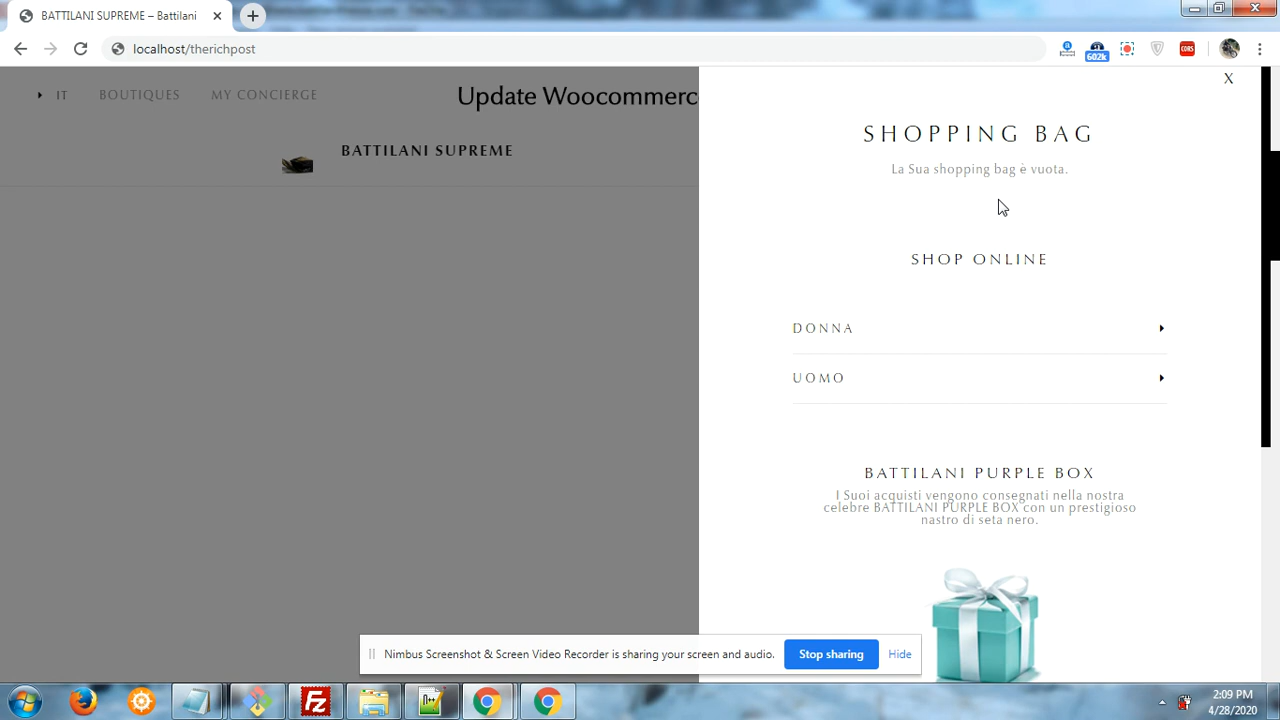 BATTILANI SUPREME – Battilani
localhost/therichpost
602k
CORS
IT BOUTIQUES MY CONCIERGE
Update Woocommerc
BATTILANI SUPREME
X
SHOPPING BAG
La Sua shopping bag è vuota.
SHOP ONLINE
DONNA
UOMO
BATTILANI PURPLE BOX
I Suoi acquisti vengono consegnati nella nostra
celebre BATTILANI PURPLE BOX con un prestigioso
nastro di seta nero.
Nimbus Screenshot & Screen Video Recorder is sharing your screen and audio.
Stop sharing
Hide
2:09 PM
4/28/2020